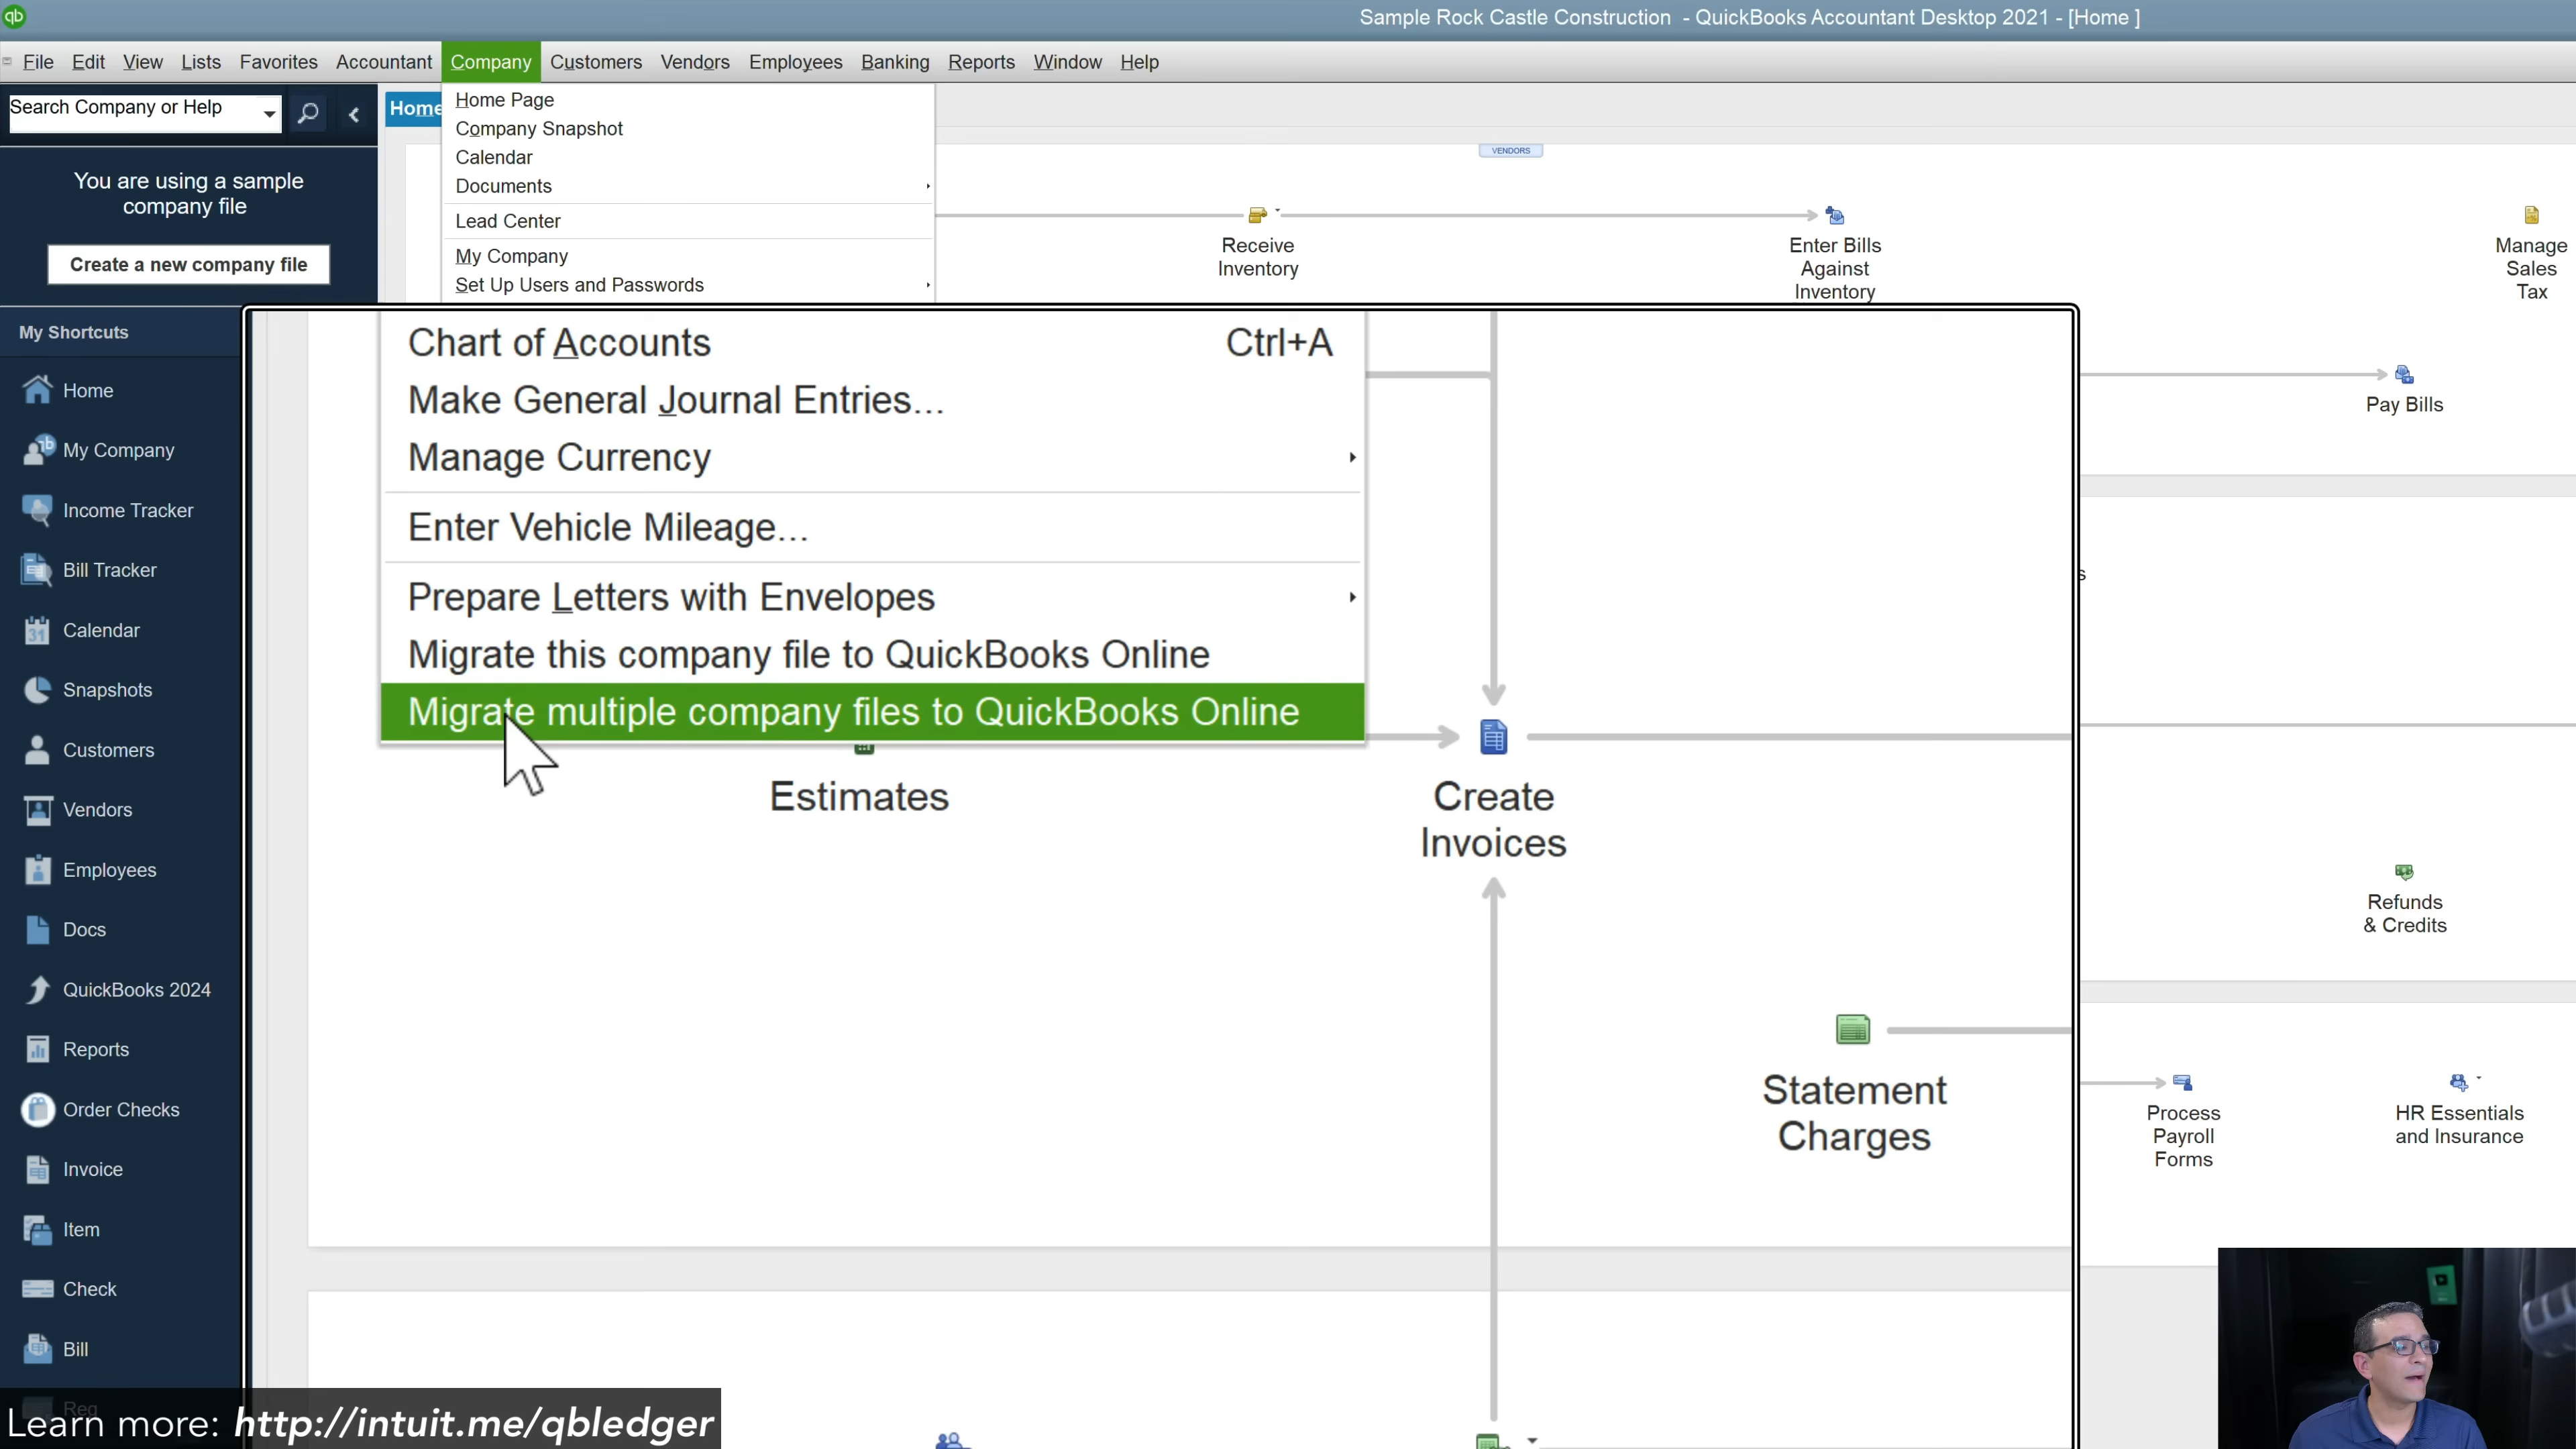 qb
Sample Rock Castle Construction - QuickBooks Accountant Desktop 2021 - [Home ]
File Edit View Lists Favorites Accountant Company Customers Vendors Employees Banking Reports Window Help
Search Company or Help
Home
You are using a sample
company file
Create a new company file
Home Page
Company Snapshot
Calendar
Documents
Lead Center
My Company
Set Up Users and Passwords
VENDORS
Receive
Inventory
Enter Bills
Against
Inventory
Manage
Sales
Tax
Pay Bills
Chart of Accounts Ctrl+A
Make General Journal Entries...
Manage Currency
Enter Vehicle Mileage...
Prepare Letters with Envelopes
Migrate this company file to QuickBooks Online
Migrate multiple company files to QuickBooks Online
Estimates
Create
Invoices
Statement
Charges
s
Refunds
& Credits
Process
Payroll
Forms
HR Essentials
and Insurance
My Shortcuts
Home
My Company
Income Tracker
Bill Tracker
31
Calendar
Snapshots
Customers
Vendors
Employees
Docs
QuickBooks 2024
Reports
Order Checks
Invoice
Item
Check
Bill
Reg
Learn more: http://intuit.me/qbledger